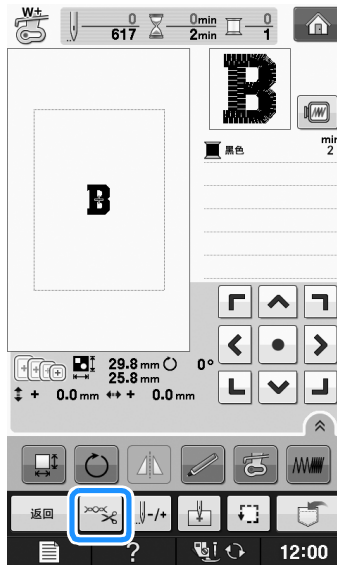 W+
0
617
0min
2min
0
1
B
黒色
min
2
B
29.8 mm
0°
25.8 mm
+ 0.0 mm + 0.0 mm
返回
-/+
?
12:00